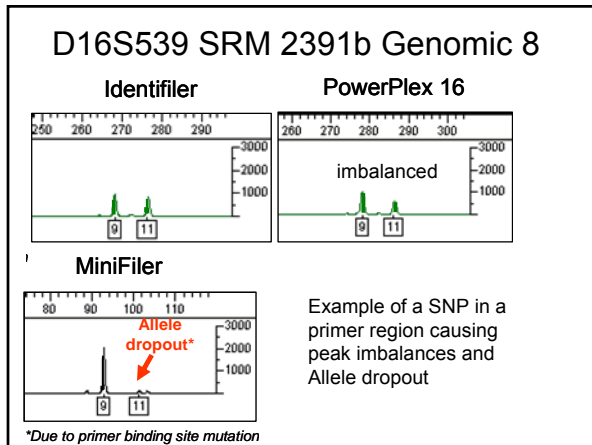 D16S539 SRM 2391b Genomic 8
Identifiler
PowerPlex 16
250 260 270 280 290
3000
2000
1000
9 11
260 270 280 290 300
3000
2000
1000
imbalanced
9 11
MiniFiler
80 90 100 110
3000
2000
1000
Allele
dropout*
9 11
Example of a SNP in a
primer region causing
peak imbalances and
Allele dropout
*Due to primer binding site mutation